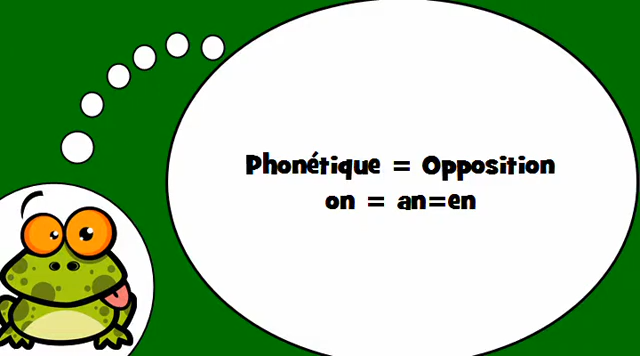 Phonétique = Opposition
on = an=en